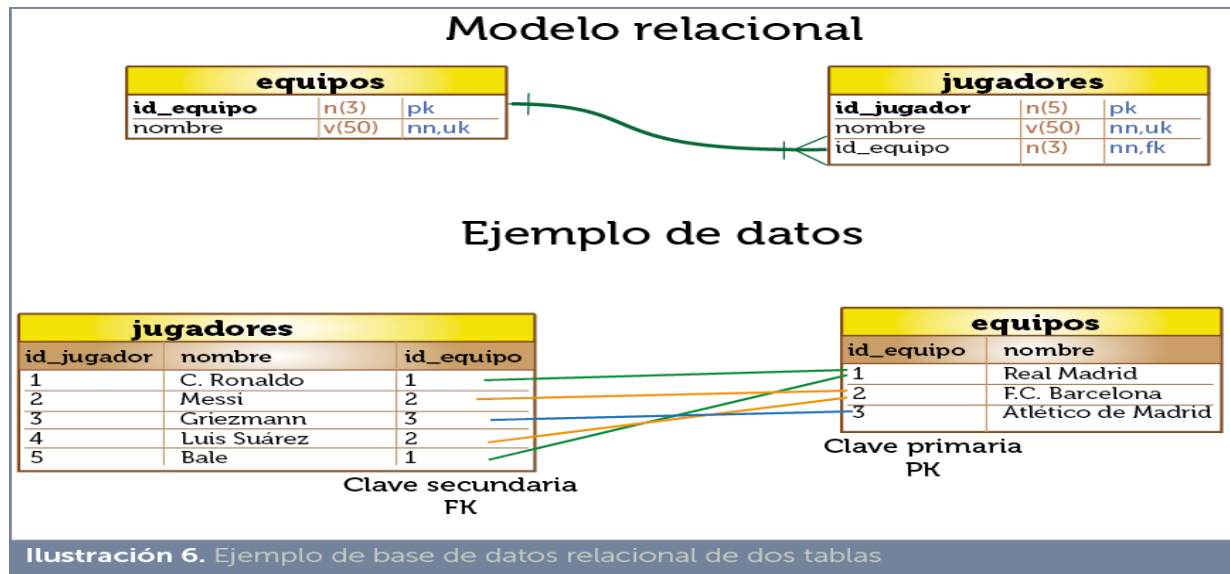 Modelo relacional
equipos
id_equipo n(3) pk
nombre v(50) nn,uk
jugadores
id_jugador n(5) pk
nombre v(50) nn,uk
id_equipo n(3) nn,fk
Ejemplo de datos
jugadores
id_jugador nombre id_equipo
1 C. Ronaldo 1
2 Messi 2
3 Griezmann 3
4 Luis Suárez 2
5 Bale 1
Clave secundaria
FK
equipos
id_equipo nombre
1 Real Madrid
2 F.C. Barcelona
3 Atlético de Madrid
Clave primaria
PK
Ilustración 6. Ejemplo de base de datos relacional de dos tablas